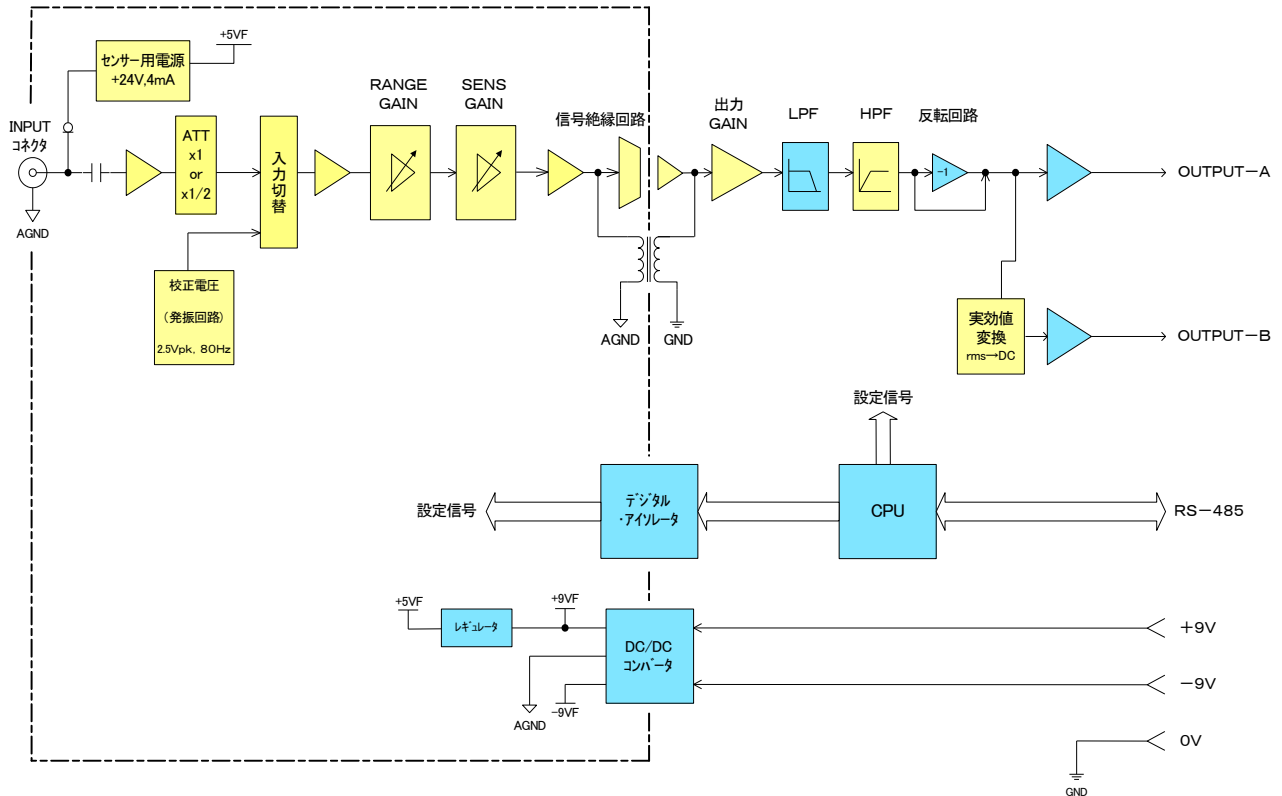 センサー用電源
+24V,4mA
+5VF
INPUT
コネクタ
AGND
ATT
x1
or
x1/2
入力切替
校正電圧
（発振回路）
2.5Vpk, 80Hz
RANGE
GAIN
SENS
GAIN
信号絶縁回路
AGND
GND
出力
GAIN
LPF
HPF
反転回路
-1
OUTPUT－A
実効値
変換
rms→DC
OUTPUT－B
設定信号
設定信号
ﾃﾞｼﾞﾀﾙ
・ｱｲｿﾚｰﾀ
CPU
RS－485
+5VF
ﾚｷﾞｭﾚｰﾀ
+9VF
DC/DC
ｺﾝﾊﾞｰﾀ
AGND
-9VF
＋9V
－9V
0V
GND